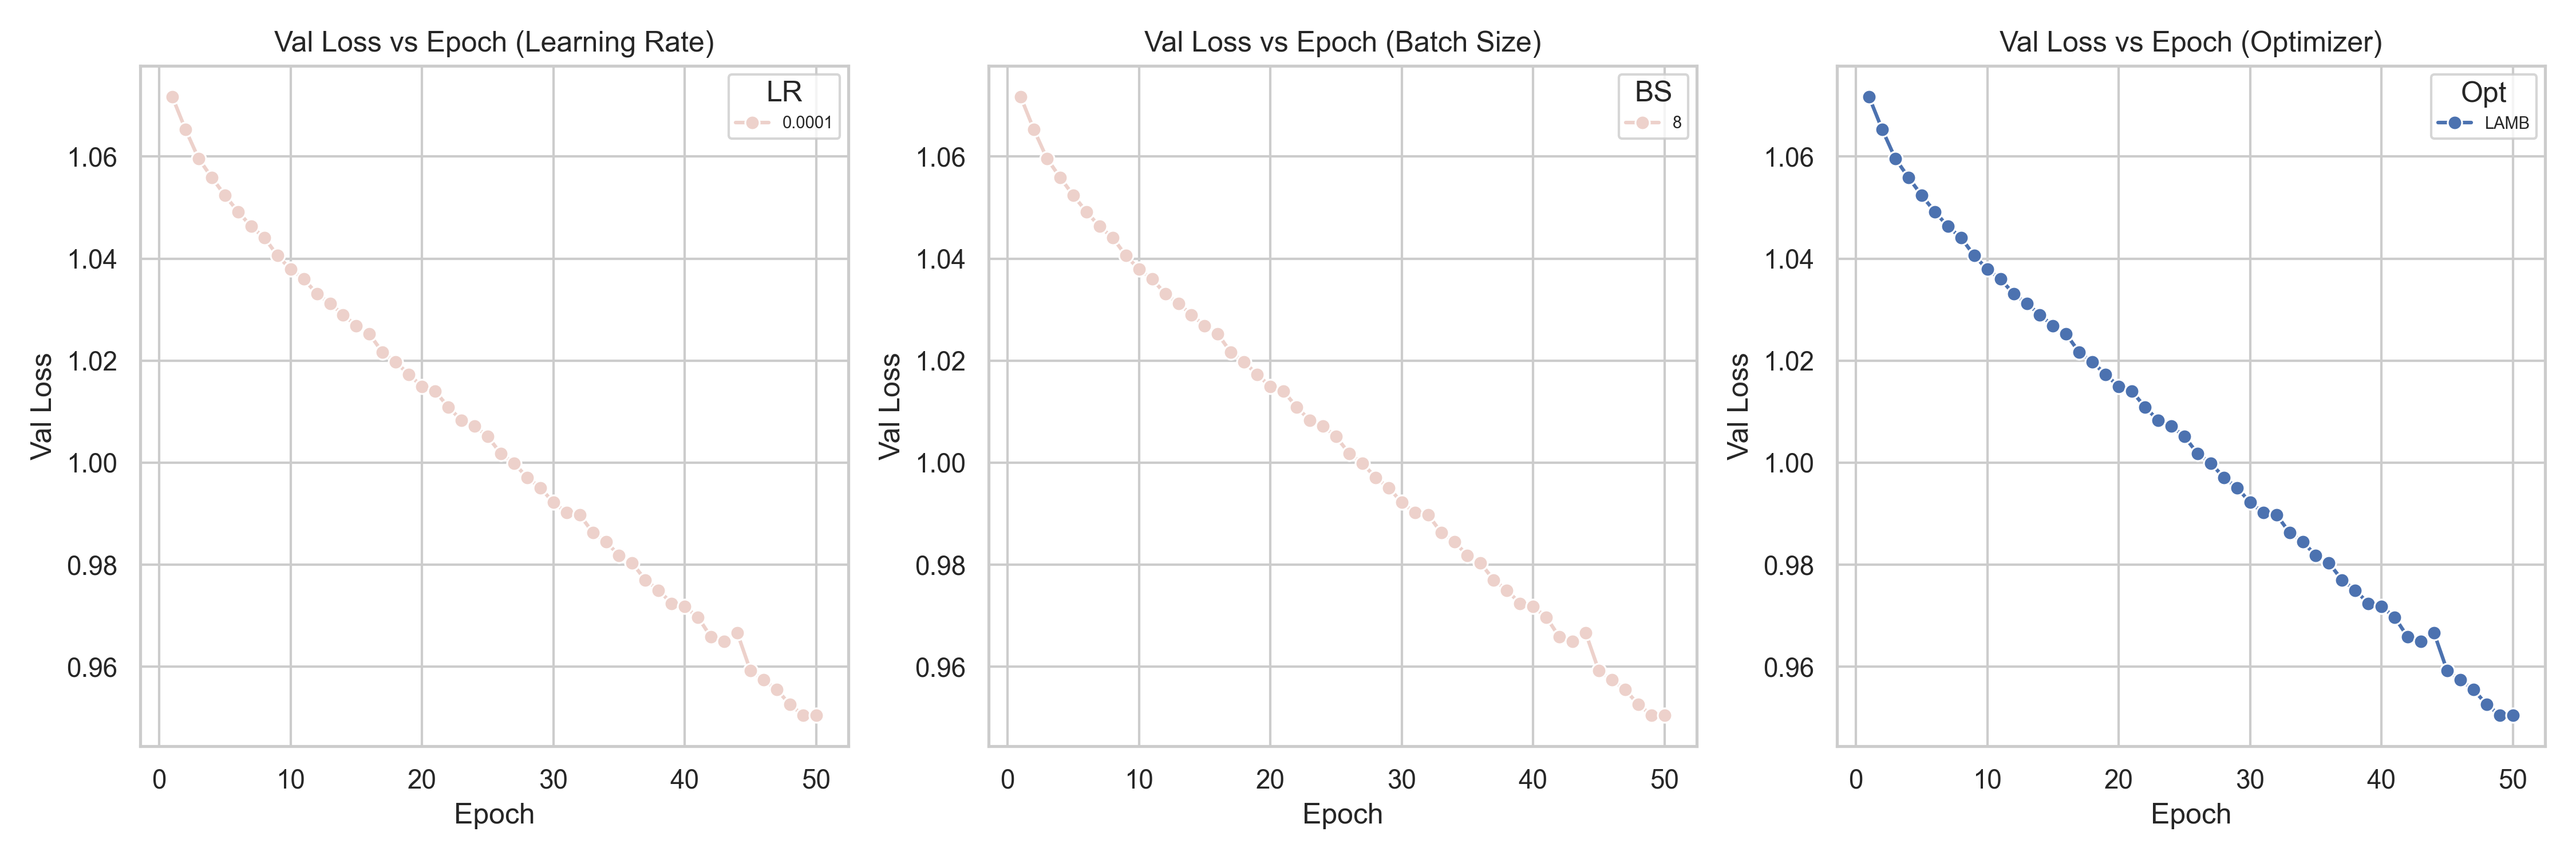 Val Loss vs Epoch (Learning Rate)
LR
0.0001
1.06
1.04
1.02
1.00
0.98
0.96
Val Loss
0 10 20 30 40 50
Epoch
Val Loss vs Epoch (Batch Size)
BS
8
1.06
1.04
1.02
1.00
0.98
0.96
Val Loss
0 10 20 30 40 50
Epoch
Val Loss vs Epoch (Optimizer)
Opt
LAMB
1.06
1.04
1.02
1.00
0.98
0.96
Val Loss
0 10 20 30 40 50
Epoch